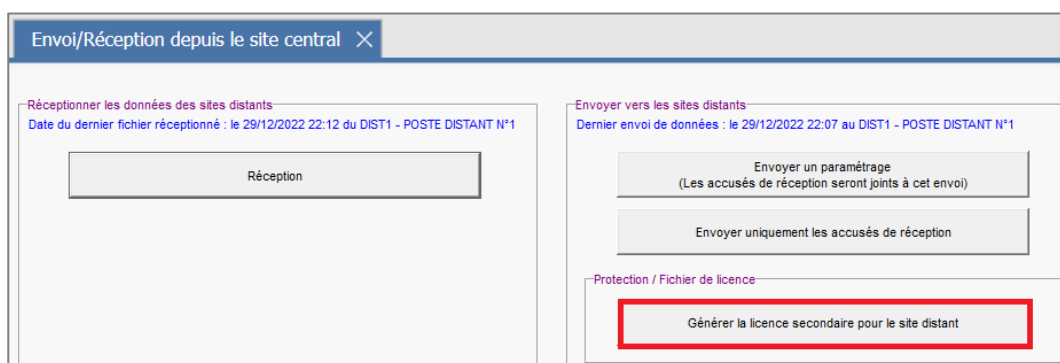 Envoi/Réception depuis le site central
Réceptionner les données des sites distants
Date du dernier fichier réceptionné : le 29/12/2022 22:12 du DIST1 - POSTE DISTANT N°1
Réception
Envoyer vers les sites distants
Dernier envoi de données : le 29/12/2022 22:07 au DIST1 - POSTE DISTANT N°1
Envoyer un paramétrage
(Les accusés de réception seront joints à cet envoi)
Envoyer uniquement les accusés de réception
Protection / Fichier de licence
Générer la licence secondaire pour le site distant